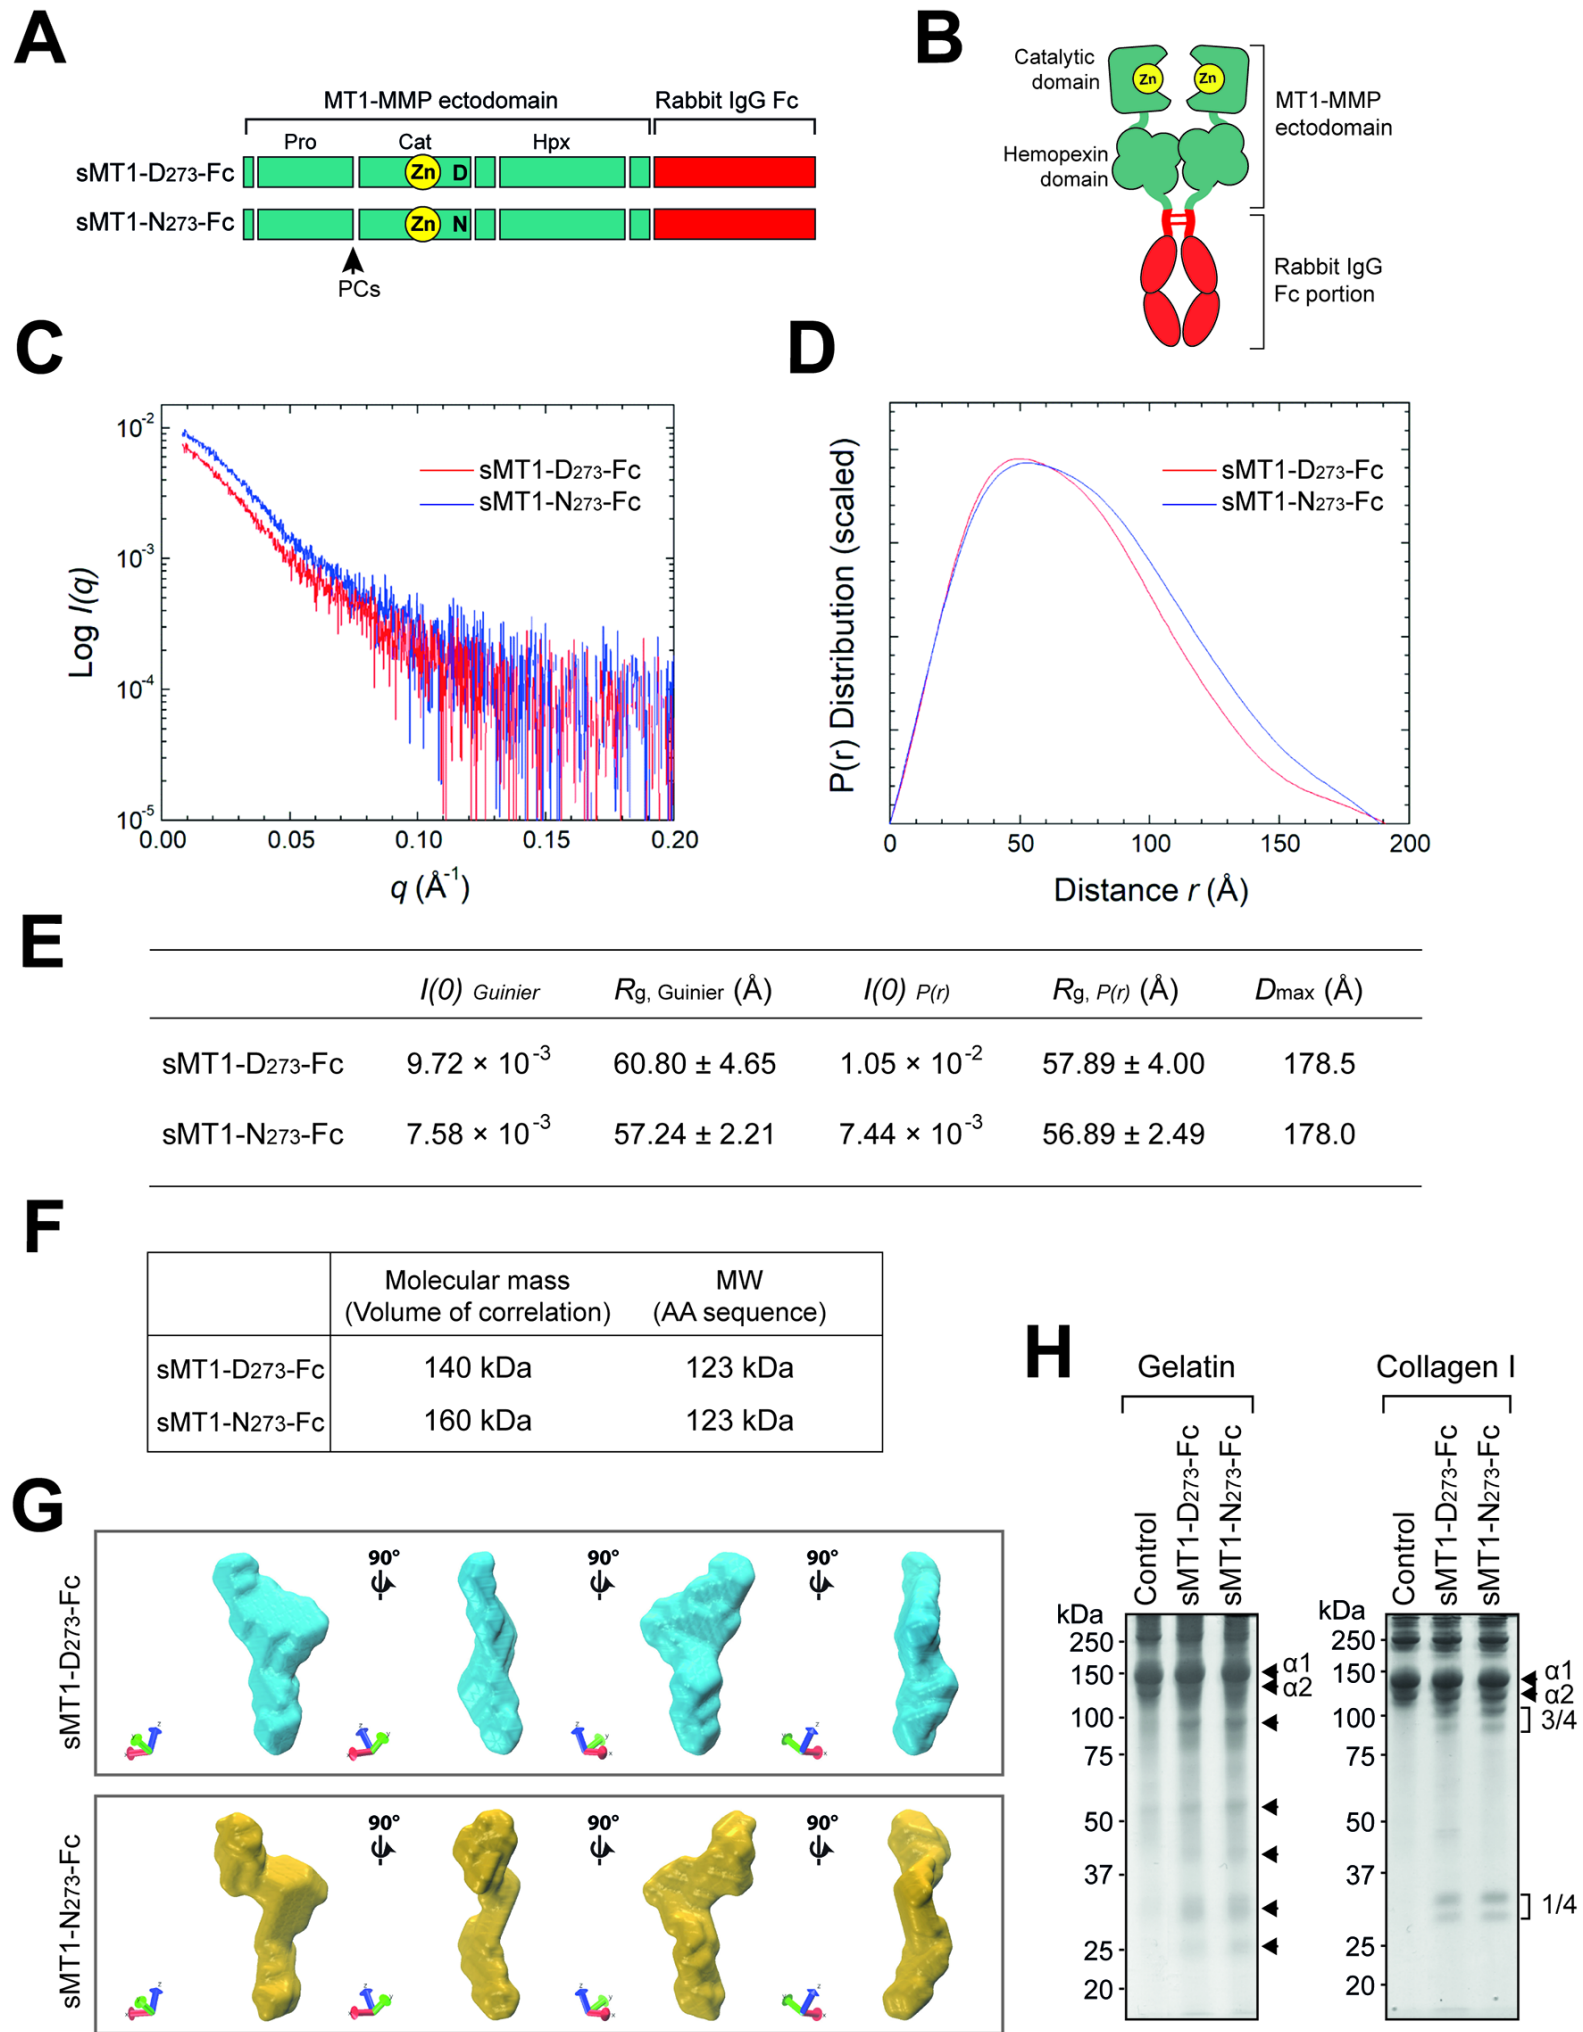 A
MT1-MMP ectodomain
Rabbit IgG Fc
Pro
Cat
Hpx
sMT1-D273-Fc
Zn
D
sMT1-N273-Fc
Zn
N
PCs
B
Catalytic
domain
Zn
Zn
MT1-MMP
ectodomain
Hemopexin
domain
Rabbit IgG
Fc portion
C
Log I(q)
10-2
10-3
10-4
10-5
sMT1-D273-Fc
sMT1-N273-Fc
0.00 0.05 0.10 0.15 0.20
q (Å-1)
D
P(r) Distribution (scaled)
sMT1-D273-Fc
sMT1-N273-Fc
0 50 100 150 200
Distance r (Å)
E
I(0) Guinier Rg, Guinier (Å) I(0) P(r) Rg, P(r) (Å) Dmax (Å)
sMT1-D273-Fc 9.72 × 10-3 60.80 ± 4.65 1.05 × 10-2 57.89 ± 4.00 178.5
sMT1-N273-Fc 7.58 × 10-3 57.24 ± 2.21 7.44 × 10-3 56.89 ± 2.49 178.0
F
Molecular mass
(Volume of correlation)
MW
(AA sequence)
sMT1-D273-Fc 140 kDa 123 kDa
sMT1-N273-Fc 160 kDa 123 kDa
G
sMT1-D273-Fc
90° 90° 90°
sMT1-N273-Fc
90° 90° 90°
H
Gelatin
Control
sMT1-D273-Fc
sMT1-N273-Fc
kDa
250
150
100
75
50
37
25
20
α1
α2
Collagen I
Control
sMT1-D273-Fc
sMT1-N273-Fc
kDa
250
150
100
75
50
37
25
20
α1
α2
3/4
1/4